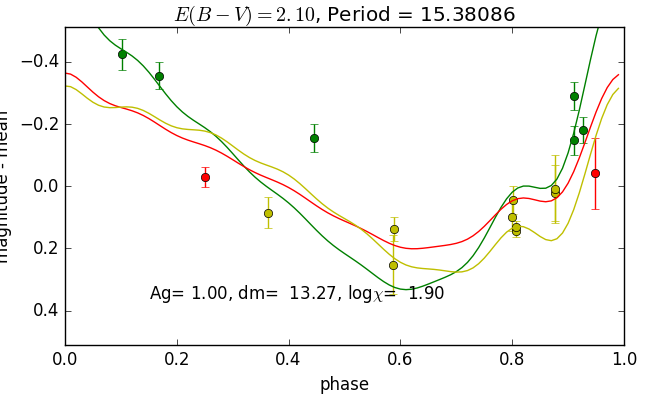 E(B − V) = 2.10, Period = 15.38086
−0.4
−0.2
0.0
0.2
0.4
magnitude - mean
Ag= 1.00, dm= 13.27, logχ= 1.90
0.0 0.2 0.4 0.6 0.8 1.0
phase